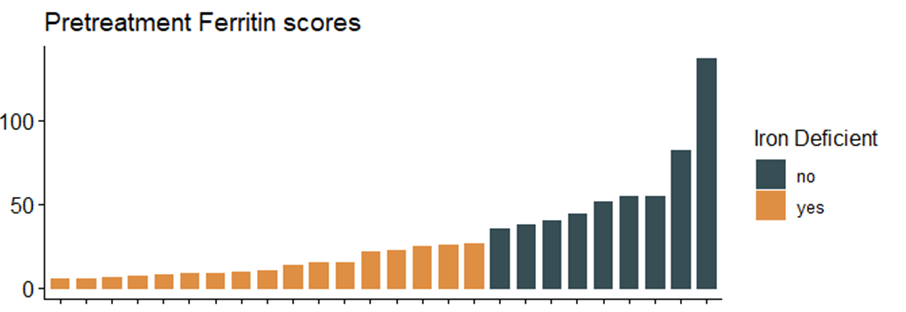 Pretreatment Ferritin scores
100
50
0
Iron Deficient
no
yes